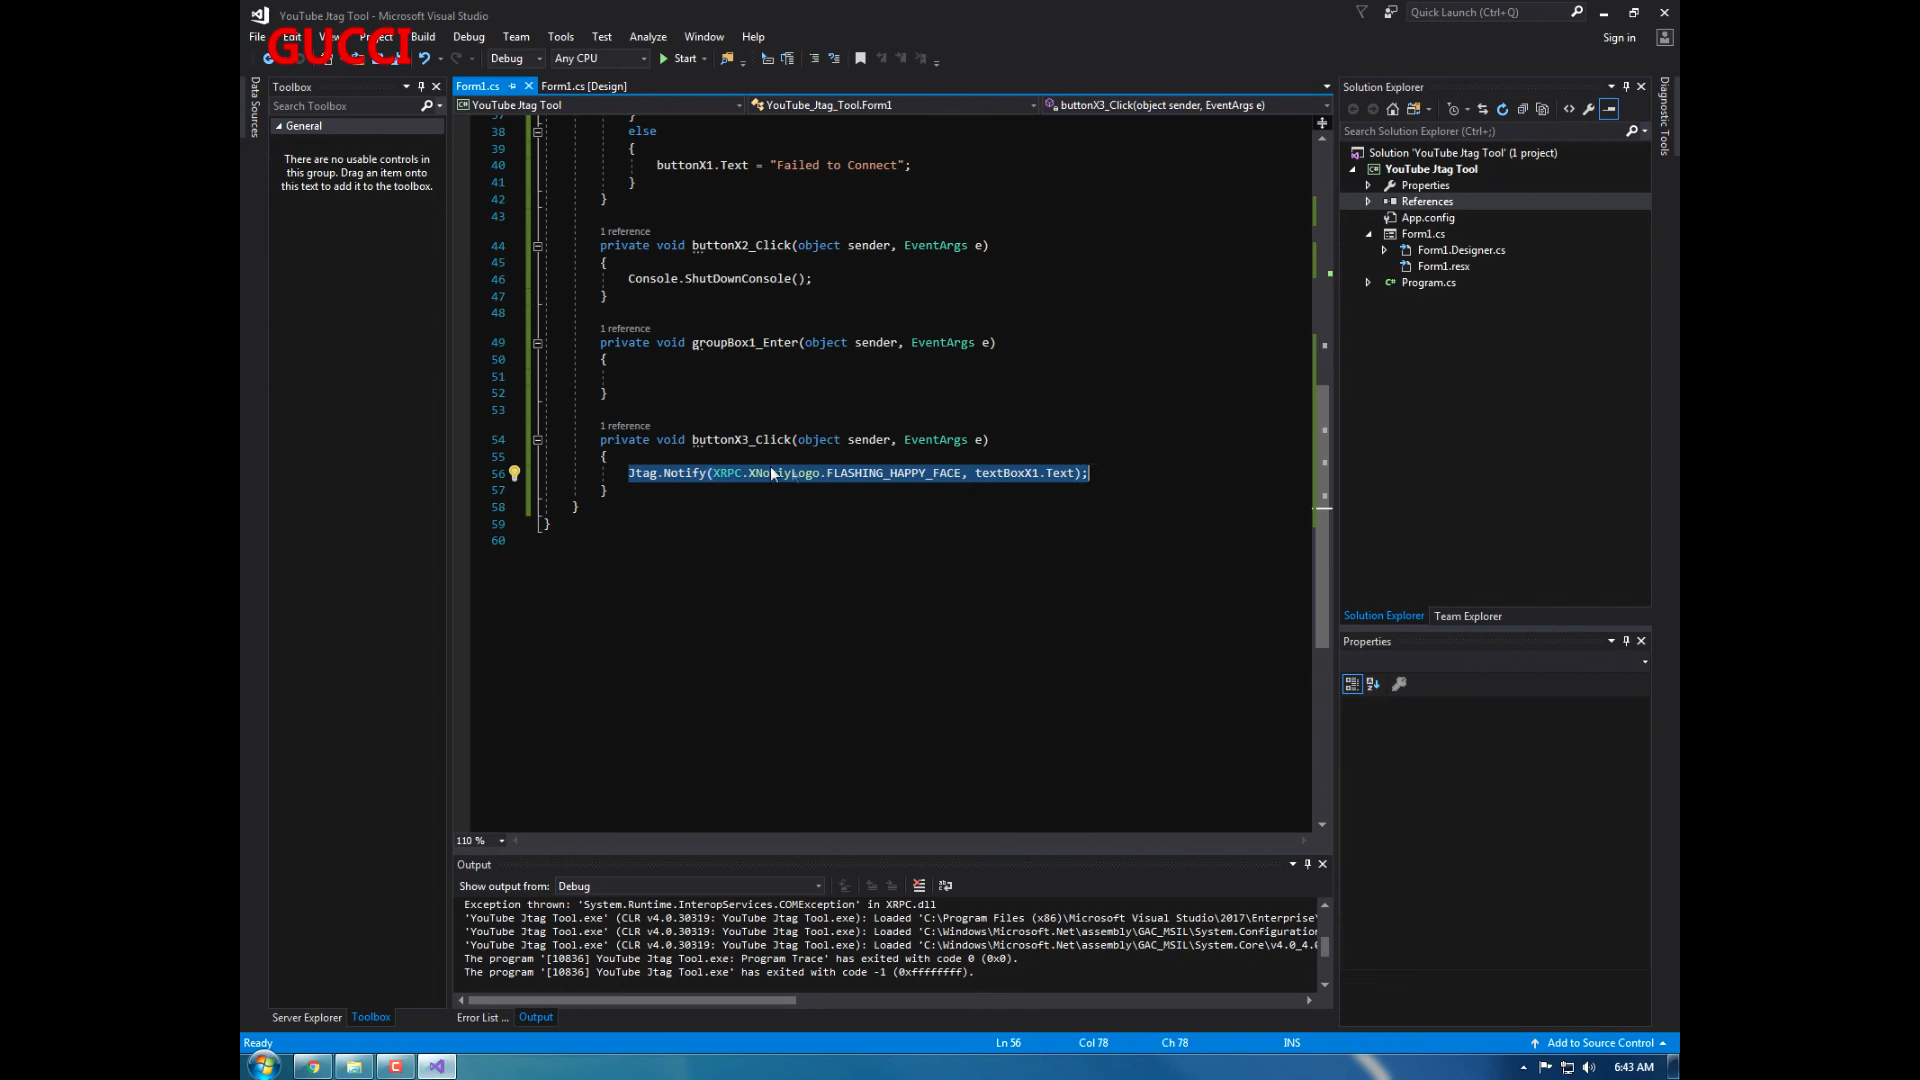 YouTube Jtag Tool - Microsoft Visual Studio
Quick Launch (Ctrl+Q)
GUCCI
File Edit View Project Build Debug Team Tools Test Analyze Window Help
Sign in
Debug Any CPU Start
Data Sources
Toolbox
Search Toolbox
General
There are no usable controls in
this group. Drag an item onto
this text to add it to the toolbox.
Form1.cs
Form1.cs [Design]
YouTube Jtag Tool
YouTube_Jtag_Tool.Form1
buttonX3_Click(object sender, EventArgs e)
37 }
38 else
39 {
40 buttonX1.Text = "Failed to Connect";
41 }
42 }
43
1 reference
44 private void buttonX2_Click(object sender, EventArgs e)
45 {
46 Console.ShutDownConsole();
47 }
48
1 reference
49 private void groupBox1_Enter(object sender, EventArgs e)
50 {
51
52 }
53
1 reference
54 private void buttonX3_Click(object sender, EventArgs e)
55 {
56 Jtag.Notify(XRPC.XNotiyLogo.FLASHING_HAPPY_FACE, textBoxX1.Text);
57 }
58 }
59 }
60
110 %
Output
Show output from: Debug
Exception thrown: 'System.Runtime.InteropServices.COMException' in XRPC.dll
'YouTube Jtag Tool.exe' (CLR v4.0.30319: YouTube Jtag Tool.exe): Loaded 'C:\Program Files (x86)\Microsoft Visual Studio\2017\Enterprise\
'YouTube Jtag Tool.exe' (CLR v4.0.30319: YouTube Jtag Tool.exe): Loaded 'C:\Windows\Microsoft.Net\assembly\GAC_MSIL\System.Configuration
'YouTube Jtag Tool.exe' (CLR v4.0.30319: YouTube Jtag Tool.exe): Loaded 'C:\Windows\Microsoft.Net\assembly\GAC_MSIL\System.Core\v4.0_4.0
The program '[10836] YouTube Jtag Tool.exe: Program Trace' has exited with code 0 (0x0).
The program '[10836] YouTube Jtag Tool.exe' has exited with code -1 (0xffffffff).
Server Explorer Toolbox
Error List ... Output
Solution Explorer
Search Solution Explorer (Ctrl+;)
Solution 'YouTube Jtag Tool' (1 project)
YouTube Jtag Tool
Properties
References
App.config
Form1.cs
Form1.Designer.cs
Form1.resx
Program.cs
Solution Explorer Team Explorer
Properties
Diagnostic Tools
Ready
Ln 56
Col 78
Ch 78
INS
Add to Source Control
6:43 AM